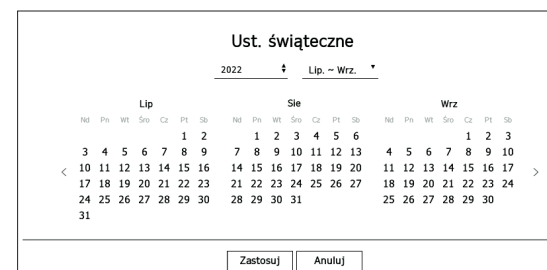 Ust. świąteczne
2022 Lip. ~ Wrz.
Lip Sie Wrz
Nd Pn Wt Śro Cz Pt Sb Nd Pn Wt Śro Cz Pt Sb Nd Pn Wt Śro Cz Pt Sb
1 2 1 2 3 4 5 6 1 2 3
3 4 5 6 7 8 9 7 8 9 10 11 12 13 4 5 6 7 8 9 10
< 10 11 12 13 14 15 16 14 15 16 17 18 19 20 11 12 13 14 15 16 17 >
17 18 19 20 21 22 23 21 22 23 24 25 26 27 18 19 20 21 22 23 24
24 25 26 27 28 29 30 28 29 30 31 25 26 27 28 29 30
31
Zastosuj Anuluj